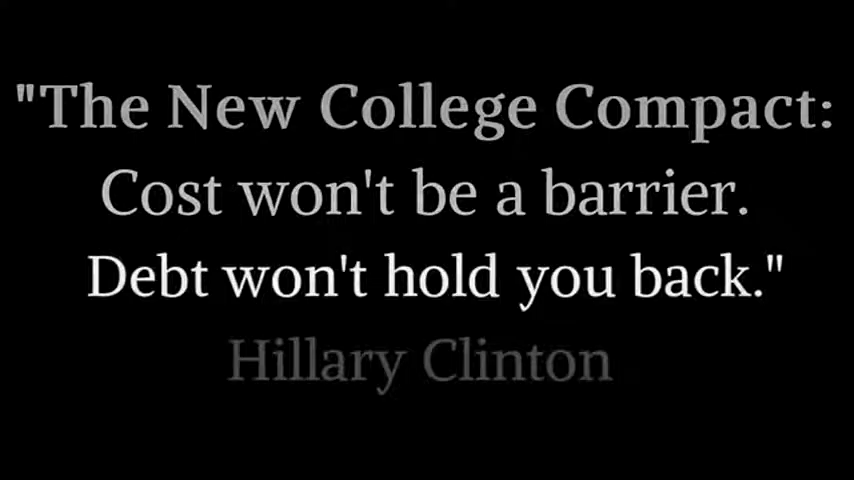 "The New College Compact:
Cost won't be a barrier.
Debt won't hold you back."
Hillary Clinton